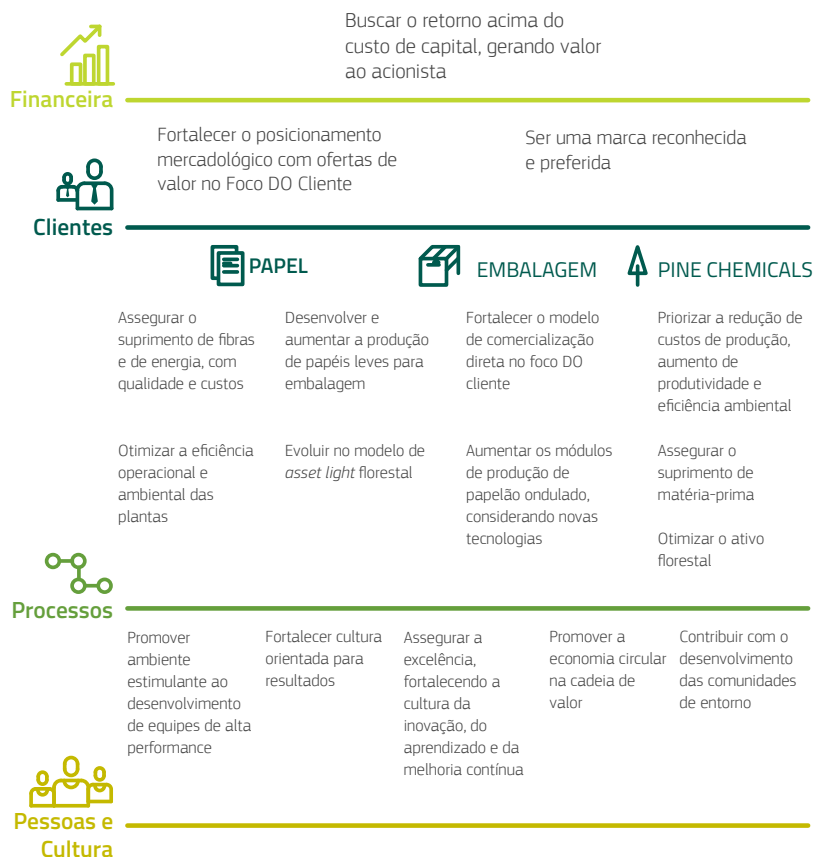 Buscar o retorno acima do
custo de capital, gerando valor
ao acionista
Financeira
Fortalecer o posicionamento
mercadológico com ofertas de
valor no Foco DO Cliente
Ser uma marca reconhecida
e preferida
Clientes
PAPEL
Assegurar o
suprimento de fibras
e de energia, com
qualidade e custos
Desenvolver e
aumentar a produção
de papéis leves para
embalagem
Otimizar a eficiência
operacional e
ambiental das
plantas
Evoluir no modelo de
asset light florestal
EMBALAGEM
Fortalecer o modelo
de comercialização
direta no foco DO
cliente
Aumentar os módulos
de produção de
papelão ondulado,
considerando novas
tecnologias
PINE CHEMICALS
Priorizar a redução de
custos de produção,
aumento de
produtividade e
eficiência ambiental
Assegurar o
suprimento de
matéria-prima
Otimizar o ativo
florestal
Processos
Promover
ambiente
estimulante ao
desenvolvimento
de equipes de alta
performance
Fortalecer cultura
orientada para
resultados
Assegurar a
excelência,
fortalecendo a
cultura da
inovação, do
aprendizado e da
melhoria contínua
Promover a
economia circular
na cadeia de
valor
Contribuir com o
desenvolvimento
das comunidades
de entorno
Pessoas e
Cultura